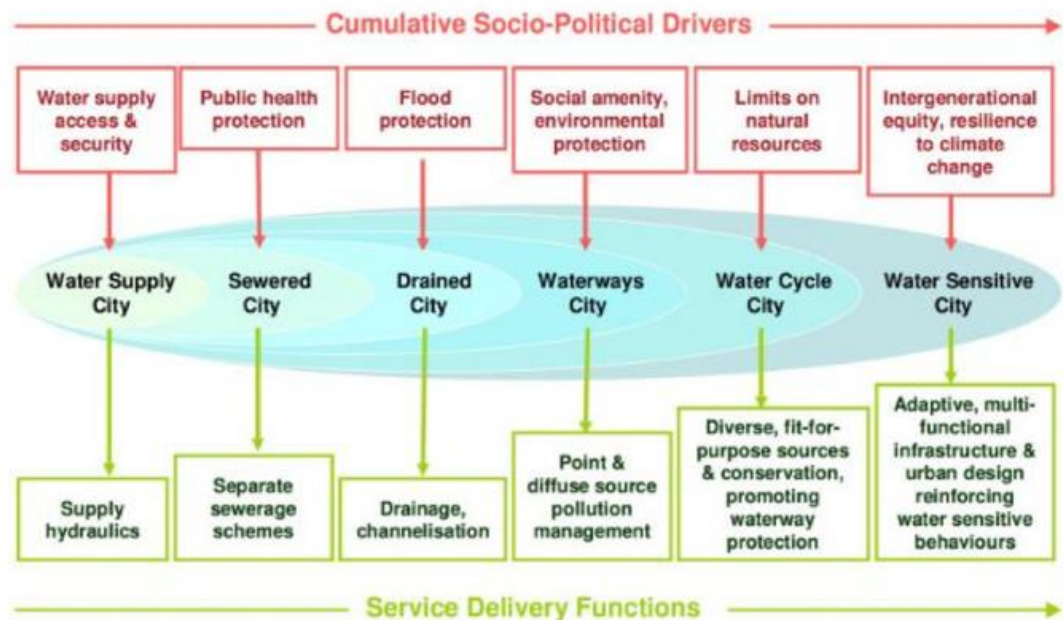 Cumulative Socio-Political Drivers
Water supply
access &
security
Public health
protection
Flood
protection
Social amenity,
environmental
protection
Limits on
natural
resources
Intergenerational
equity, resilience
to climate
change
Water Supply
City
Sewered
City
Drained
City
Waterways
City
Water Cycle
City
Water Sensitive
City
Supply
hydraulics
Separate
sewerage
schemes
Drainage,
channelisation
Point &
diffuse source
pollution
management
Diverse, fit-for-
purpose sources
& conservation,
promoting
waterway
protection
Adaptive, multi-
functional
infrastructure &
urban design
reinforcing
water sensitive
behaviours
Service Delivery Functions